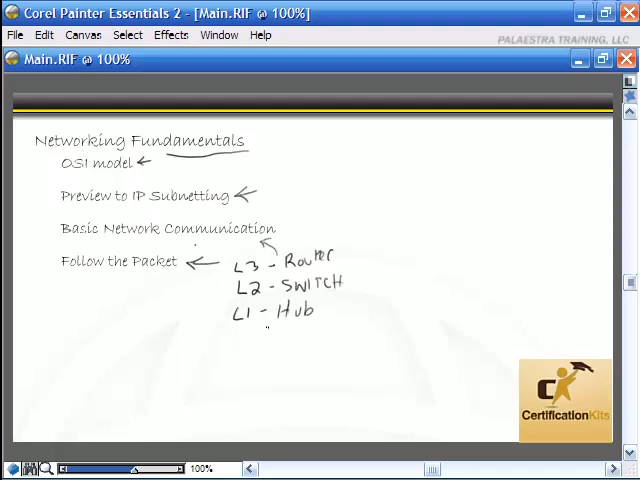 Corel Painter Essentials 2 - [Main.RIF @ 100%]
File Edit Canvas Select Effects Window Help
PALAESTRA TRAINING, LLC
Main.RIF @ 100%
Networking Fundamentals
OSI model
Preview to IP Subnetting
Basic Network Communication
Follow the Packet
L3 - Router
L2 - SWITCH
L1 - Hub
CertificationKits
100%